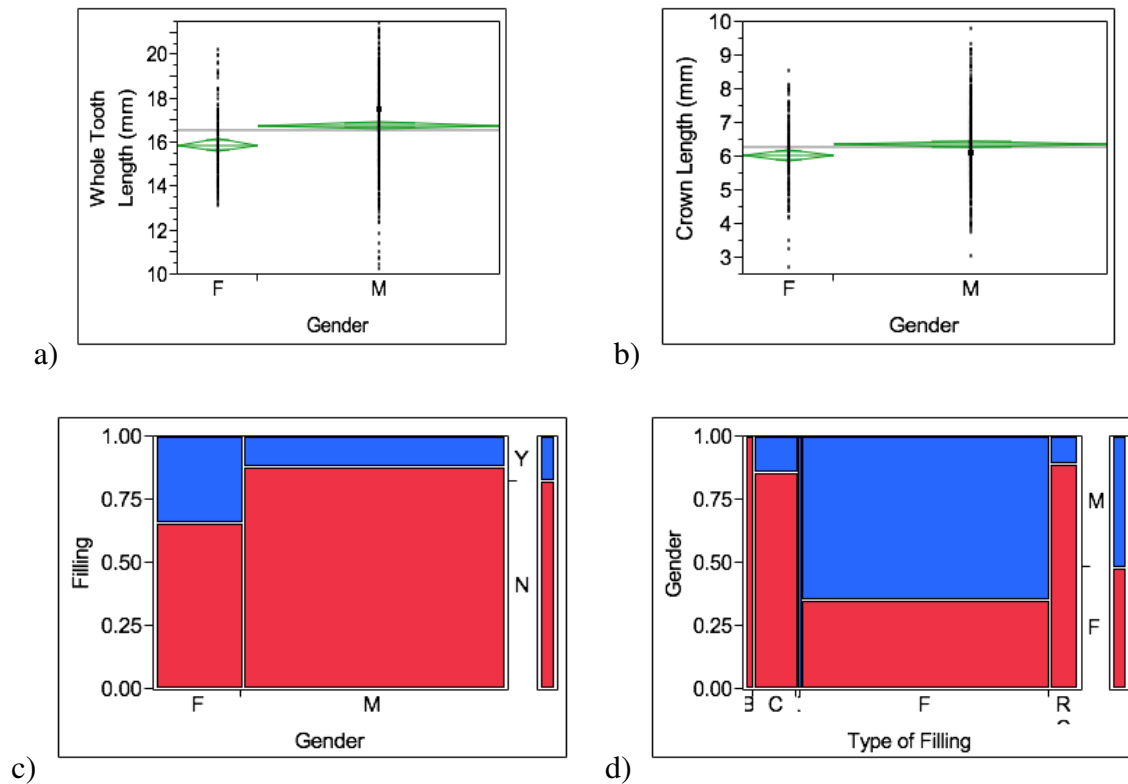 20
18
16
14
12
10
Whole Tooth
Length (mm)
F M
Gender
a)
10
9
8
7
6
5
4
3
Crown Length (mm)
F M
Gender
b)
1.00
0.75
0.50
0.25
0.00
Filling
Y
N
F M
Gender
c)
1.00
0.75
0.50
0.25
0.00
Gender
M
F
C F R
Type of Filling
d)